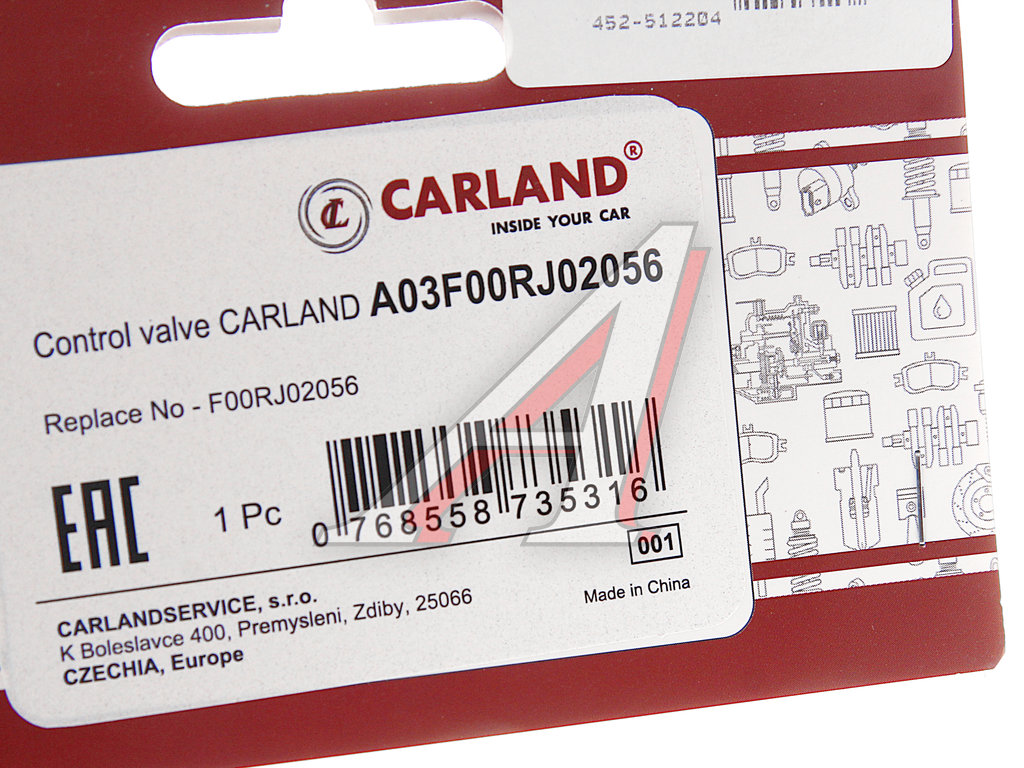 452-512204
CL
CARLAND®
INSIDE YOUR CAR
Control valve CARLAND A03F00RJ02056
Replace No - F00RJ02056
EAC
1 Pc
0 768558 735316
001
CARLANDSERVICE, s.r.o.
K Boleslavce 400, Premysleni, Zdiby, 25066
CZECHIA, Europe
Made in China